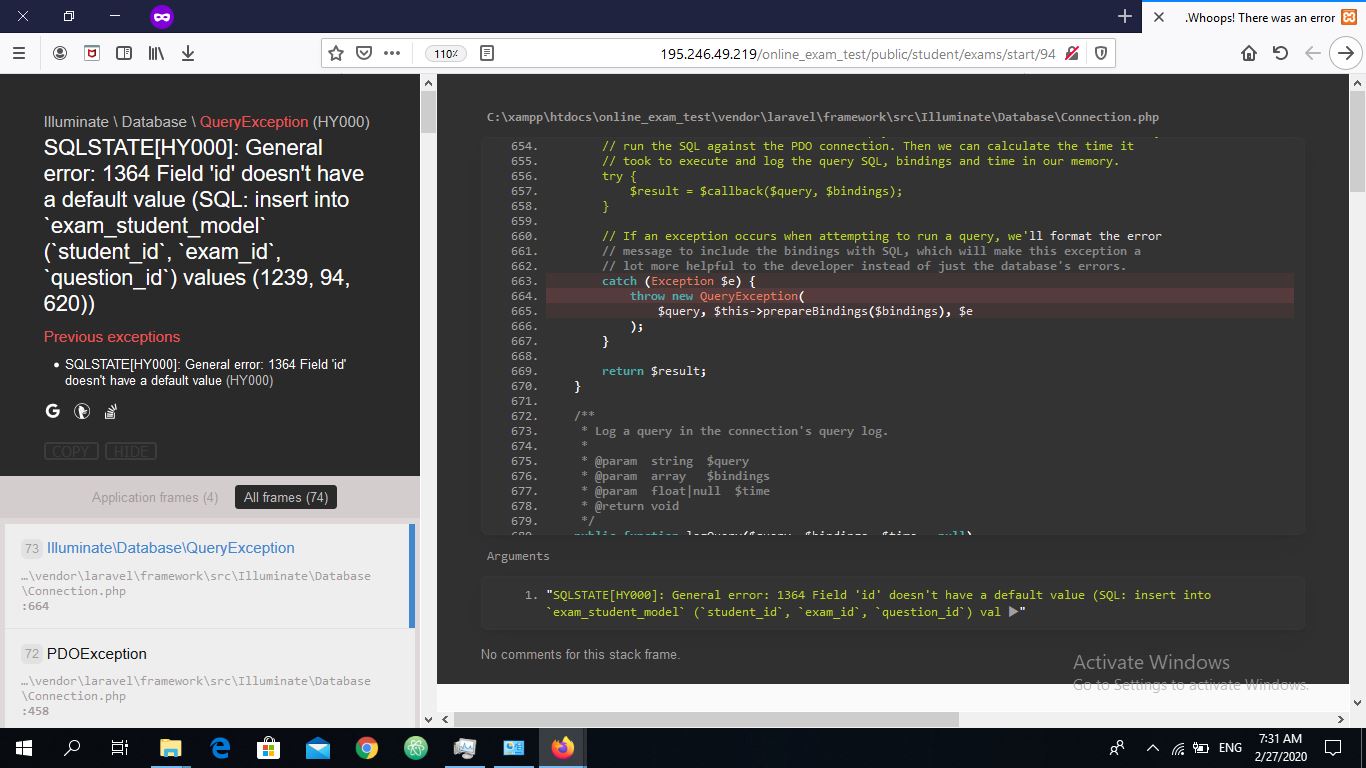 .Whoops! There was an error
110%
195.246.49.219/online_exam_test/public/student/exams/start/94
Illuminate \ Database \ QueryException (HY000)
SQLSTATE[HY000]: General
error: 1364 Field 'id' doesn't have
a default value (SQL: insert into
`exam_student_model`
(`student_id`, `exam_id`,
`question_id`) values (1239, 94,
620))
Previous exceptions
• SQLSTATE[HY000]: General error: 1364 Field 'id'
doesn't have a default value (HY000)
COPY HIDE
Application frames (4) All frames (74)
73 Illuminate\Database\QueryException
…\vendor\laravel\framework\src\Illuminate\Database
\Connection.php
:664
72 PDOException
…\vendor\laravel\framework\src\Illuminate\Database
\Connection.php
:458
C:\xampp\htdocs\online_exam_test\vendor\laravel\framework\src\Illuminate\Database\Connection.php
654. // run the SQL against the PDO connection. Then we can calculate the time it
655. // took to execute and log the query SQL, bindings and time in our memory.
656. try {
657. $result = $callback($query, $bindings);
658. }
659.
660. // If an exception occurs when attempting to run a query, we'll format the error
661. // message to include the bindings with SQL, which will make this exception a
662. // lot more helpful to the developer instead of just the database's errors.
663. catch (Exception $e) {
664. throw new QueryException(
665. $query, $this->prepareBindings($bindings), $e
666. );
667. }
668.
669. return $result;
670. }
671.
672. /**
673. * Log a query in the connection's query log.
674. *
675. * @param string $query
676. * @param array $bindings
677. * @param float|null $time
678. * @return void
679. */
Arguments
1. "SQLSTATE[HY000]: General error: 1364 Field 'id' doesn't have a default value (SQL: insert into
`exam_student_model` (`student_id`, `exam_id`, `question_id`) val ▶"
No comments for this stack frame.
Activate Windows
Go to Settings to activate Windows.
ENG
7:31 AM
2/27/2020